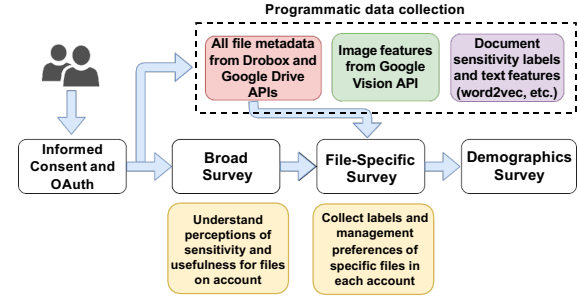 Programmatic data collection
All file metadata
from Drobox and
Google Drive
APIs
Image features
from Google
Vision API
Document
sensitivity labels
and text features
(word2vec, etc.)
Informed
Consent and
OAuth
Broad
Survey
File-Specific
Survey
Demographics
Survey
Understand
perceptions of
sensitivity and
usefulness for files
on account
Collect labels and
management
preferences of
specific files in
each account